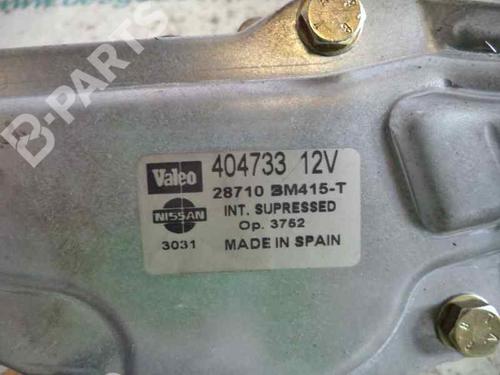 B-PARTS
Valeo 404733 12V
28710 BM415-T
NISSAN INT. SUPRESSED
Op. 3752
3031 MADE IN SPAIN